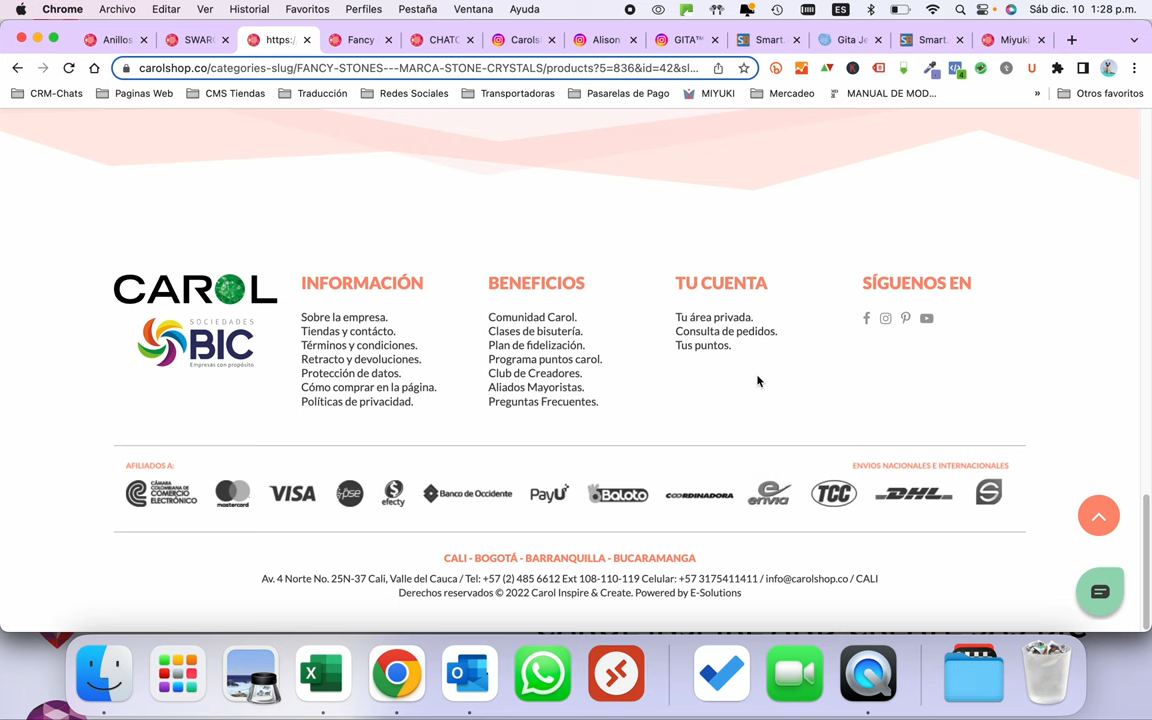 Chrome Archivo Editar Ver Historial Favoritos Perfiles Pestaña Ventana Ayuda ES Sáb dic. 10 1:28 p.m.
Anillos SWARO https:/ Fancy CHATO Carols Alison GITA™ Smart. Gita Je Smart. Miyuki
carolshop.co/categories-slug/FANCY-STONES---MARCA-STONE-CRYSTALS/products?5=836&id=42&sl...
CRM-Chats Paginas Web CMS Tiendas Traducción Redes Sociales Transportadoras Pasarelas de Pago MIYUKI Mercadeo MANUAL DE MOD... » Otros favoritos
CAROL
SOCIEDADES
BIC
Empresas con propósito
INFORMACIÓN
Sobre la empresa.
Tiendas y contácto.
Términos y condiciones.
Retracto y devoluciones.
Protección de datos.
Cómo comprar en la página.
Políticas de privacidad.
BENEFICIOS
Comunidad Carol.
Clases de bisutería.
Plan de fidelización.
Programa puntos carol.
Club de Creadores.
Aliados Mayoristas.
Preguntas Frecuentes.
TU CUENTA
Tu área privada.
Consulta de pedidos.
Tus puntos.
SÍGUENOS EN
AFILIADOS A:
ENVIOS NACIONALES E INTERNACIONALES
CÁMARA COLOMBIANA DE COMERCIO ELECTRÓNICO mastercard VISA pse efecty Banco de Occidente PayU Baloto COORDINADORA envia TCC DHL
CALI - BOGOTÁ - BARRANQUILLA - BUCARAMANGA
Av. 4 Norte No. 25N-37 Cali, Valle del Cauca / Tel: +57 (2) 485 6612 Ext 108-110-119 Celular: +57 3175411411 / info@carolshop.co / CALI
Derechos reservados © 2022 Carol Inspire & Create. Powered by E-Solutions